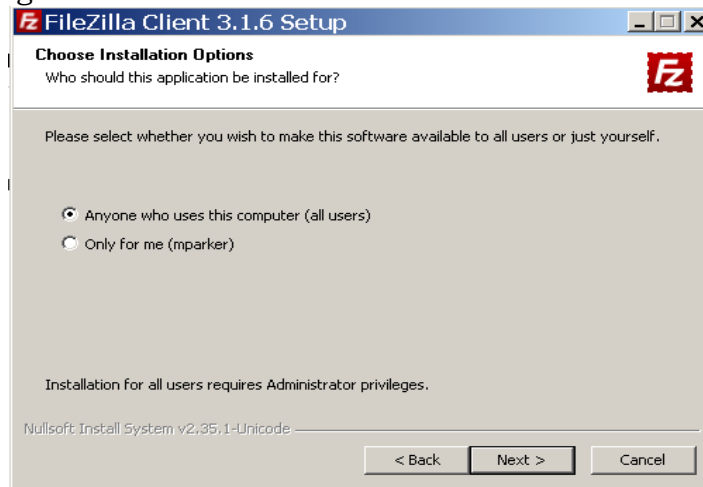 FileZilla Client 3.1.6 Setup
Choose Installation Options
Who should this application be installed for?
Please select whether you wish to make this software available to all users or just yourself.
Anyone who uses this computer (all users)
Only for me (mparker)
Installation for all users requires Administrator privileges.
Nullsoft Install System v2.35.1-Unicode
< Back Next > Cancel